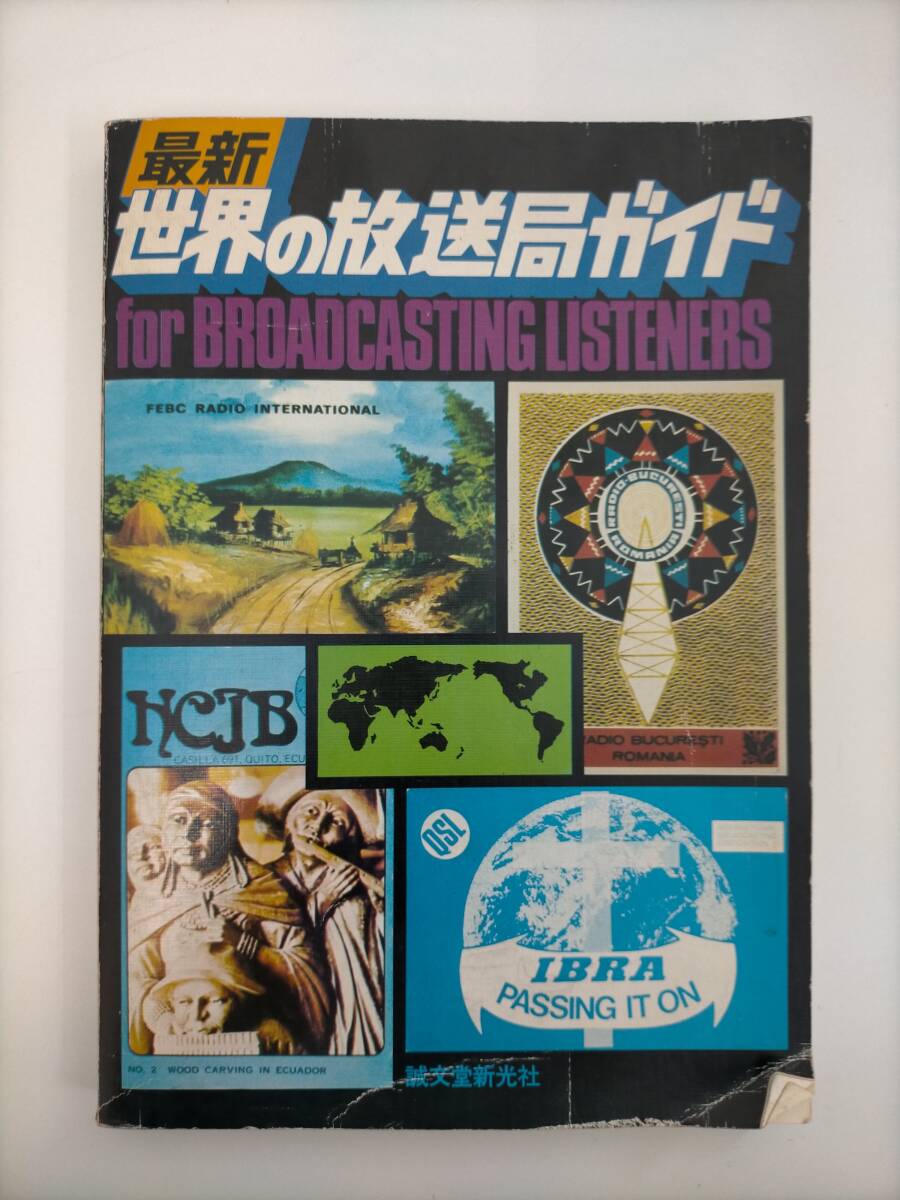 最新
世界の放送局ガイド
for BROADCASTING LISTENERS
FEBC RADIO INTERNATIONAL
RADIO·BUCUREȘTI
ROMANIA
RADIO BUCUREȘTI
ROMANIA
HCJB
CASILLA 691, QUITO, ECU
NO. 2 WOOD CARVING IN ECUADOR
QSL
IBRA
PASSING IT ON
誠文堂新光社